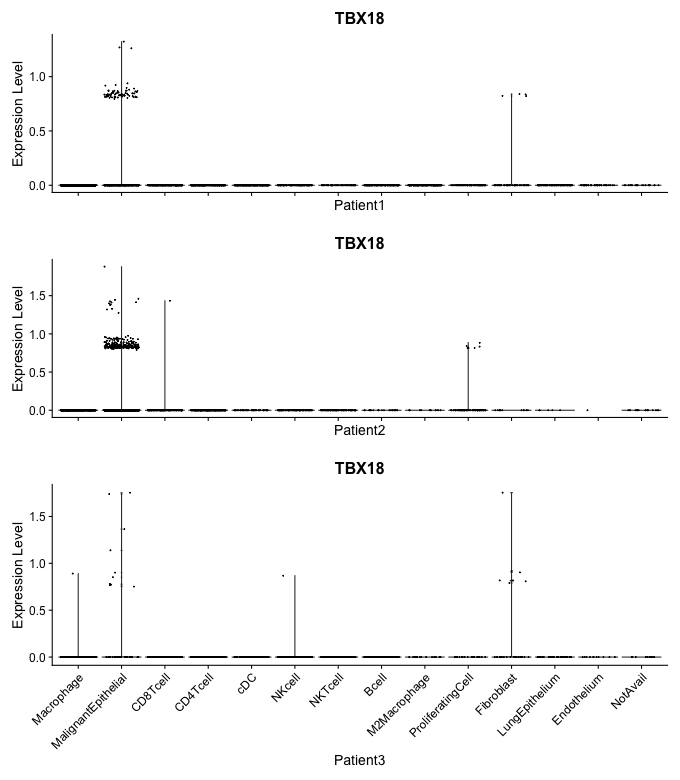 TBX18
Expression Level
1.0
0.5
0.0
Patient1
TBX18
Expression Level
1.5
1.0
0.5
0.0
Patient2
TBX18
Expression Level
1.5
1.0
0.5
0.0
Macrophage
MalignantEpithelial
CD8Tcell
CD4Tcell
cDC
NKcell
NKTcell
Bcell
M2Macrophage
ProliferatingCell
Fibroblast
LungEpithelium
Endothelium
NotAvail
Patient3